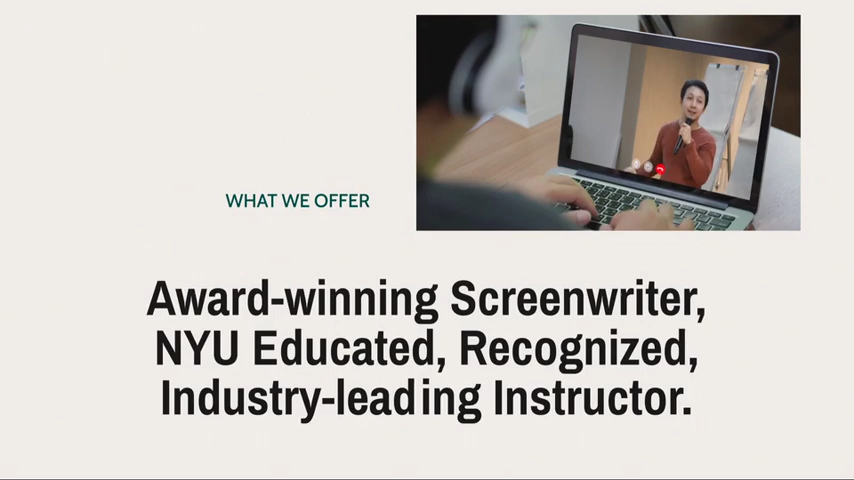 WHAT WE OFFER
Award-winning Screenwriter,
NYU Educated, Recognized,
Industry-leading Instructor.